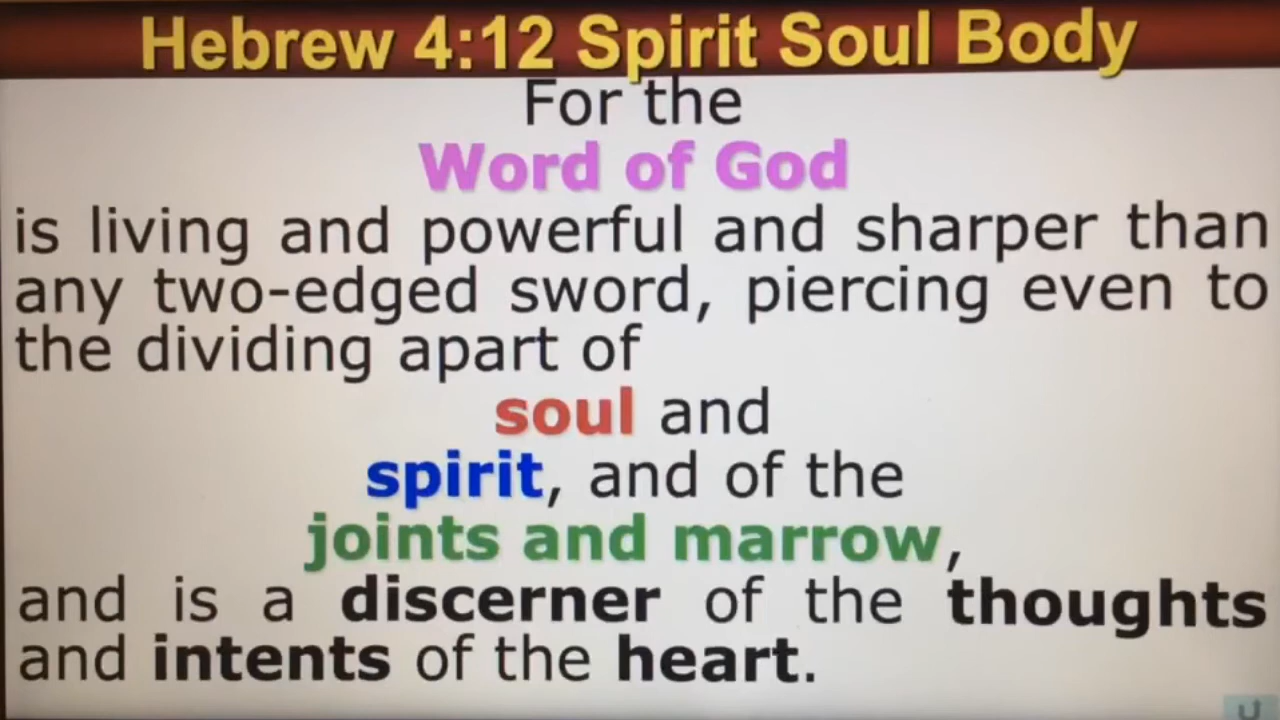 Hebrew 4:12 Spirit Soul Body
For the
Word of God
is living and powerful and sharper than
any two-edged sword, piercing even to
the dividing apart of
soul and
spirit, and of the
joints and marrow,
and is a discerner of the thoughts
and intents of the heart.